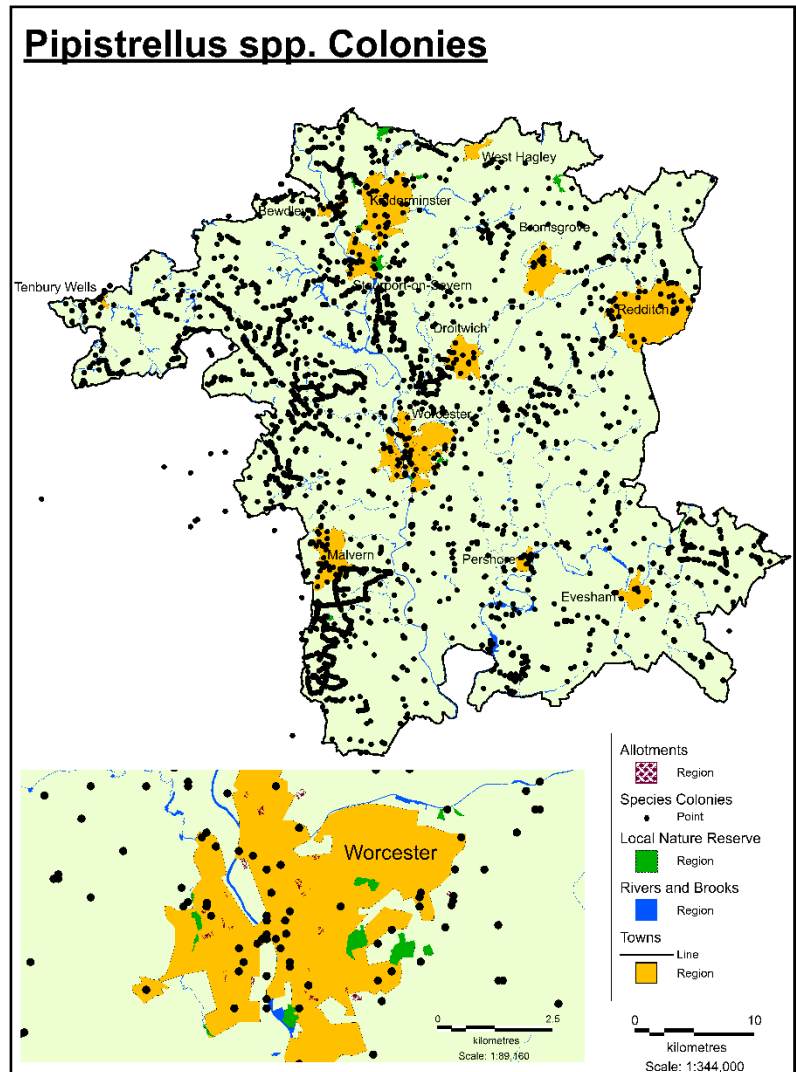 Pipistrellus spp. Colonies
West Hagley
Kidderminster
Bewdley
Bromsgrove
Tenbury Wells
Stourport-on-Severn
Redditch
Droitwich
Worcester
Malvern
Pershore
Evesham
Allotments
Region
Species Colonies
Point
Local Nature Reserve
Region
Rivers and Brooks
Region
Towns
Line
Region
Worcester
0 2.5
kilometres
Scale: 1:89,160
0 10
kilometres
Scale: 1:344,000